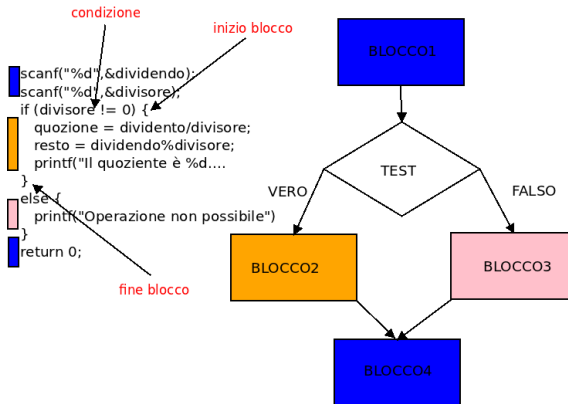 condizione
inizio blocco
scanf("%d",&dividendo);
scanf("%d",&divisore);
if (divisore != 0) {
quozione = dividento/divisore;
resto = dividendo%divisore;
printf("Il quoziente è %d....
}
else {
printf("Operazione non possibile")
}
return 0;
fine blocco
BLOCCO1
TEST
VERO
FALSO
BLOCCO2
BLOCCO3
BLOCCO4